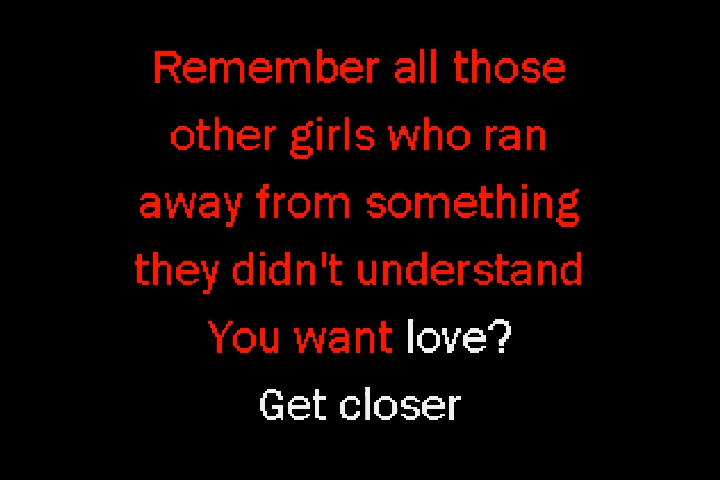 Remember all those
other girls who ran
away from something
they didn't understand
You want love?
Get closer